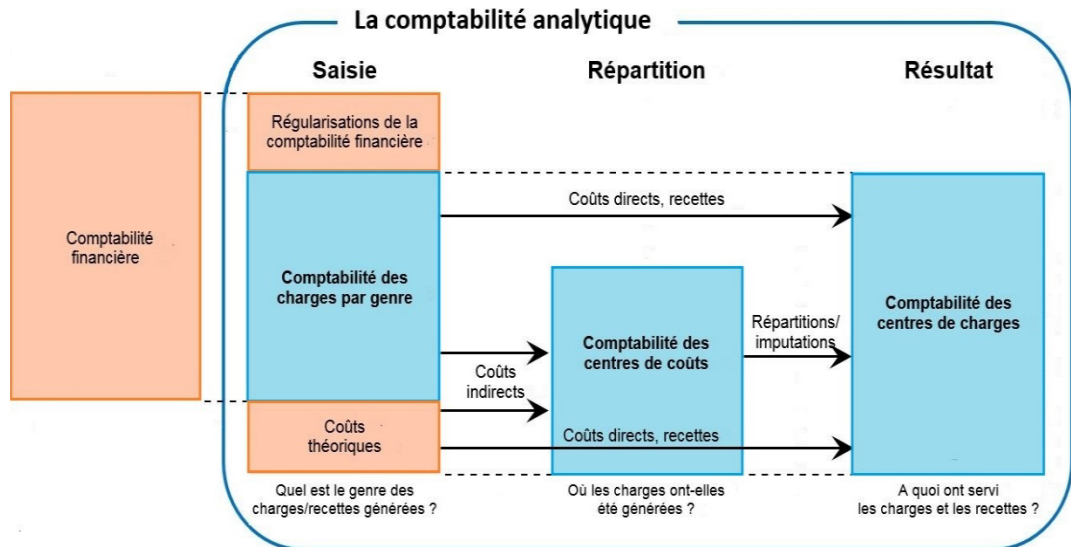 La comptabilité analytique
Saisie
Répartition
Résultat
Régularisations de la
comptabilité financière
Coûts directs, recettes
Comptabilité
financière
Comptabilité des
charges par genre
Comptabilité des
centres de coûts
Répartitions/
imputations
Comptabilité des
centres de charges
Coûts
indirects
Coûts
théoriques
Coûts directs, recettes
Quel est le genre des
charges/recettes générées ?
Où les charges ont-elles
été générées ?
A quoi ont servi
les charges et les recettes ?